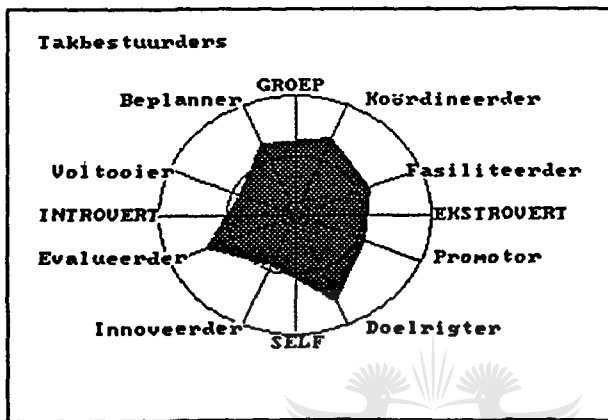 Takbestuurders
GROEP
Beplanner
Koördineerder
Voltooier
Fasiliteerder
INTROVERT
EKSTROVERT
Evalueerder
Promotor
Innoveerder
Doelrigter
SELF